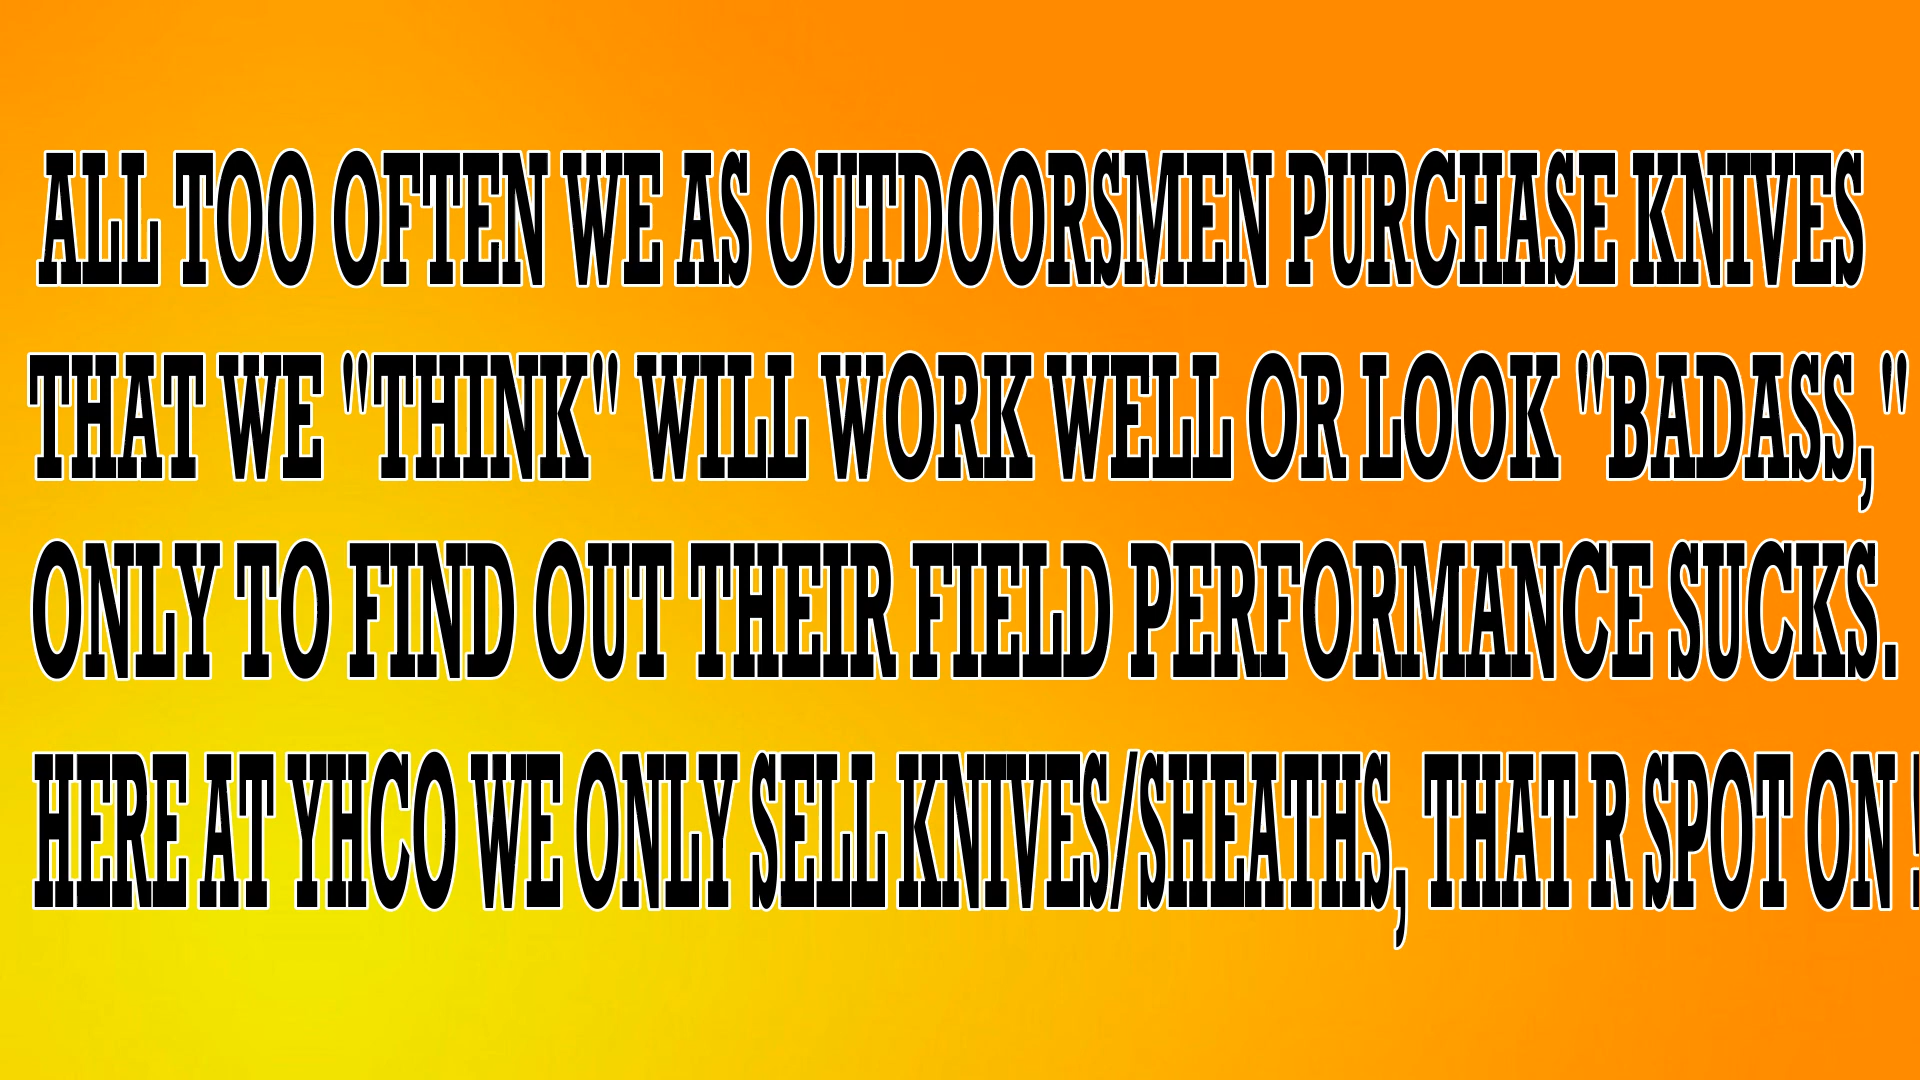 ALL TOO OFTEN WE AS OUTDOORSMEN PURCHASE KNIVES
THAT WE "THINK" WILL WORK WELL OR LOOK "BADASS,"
ONLY TO FIND OUT THEIR FIELD PERFORMANCE SUCKS.
HERE AT YHCO WE ONLY SELL KNIVES/SHEATHS, THAT R SPOT ON !